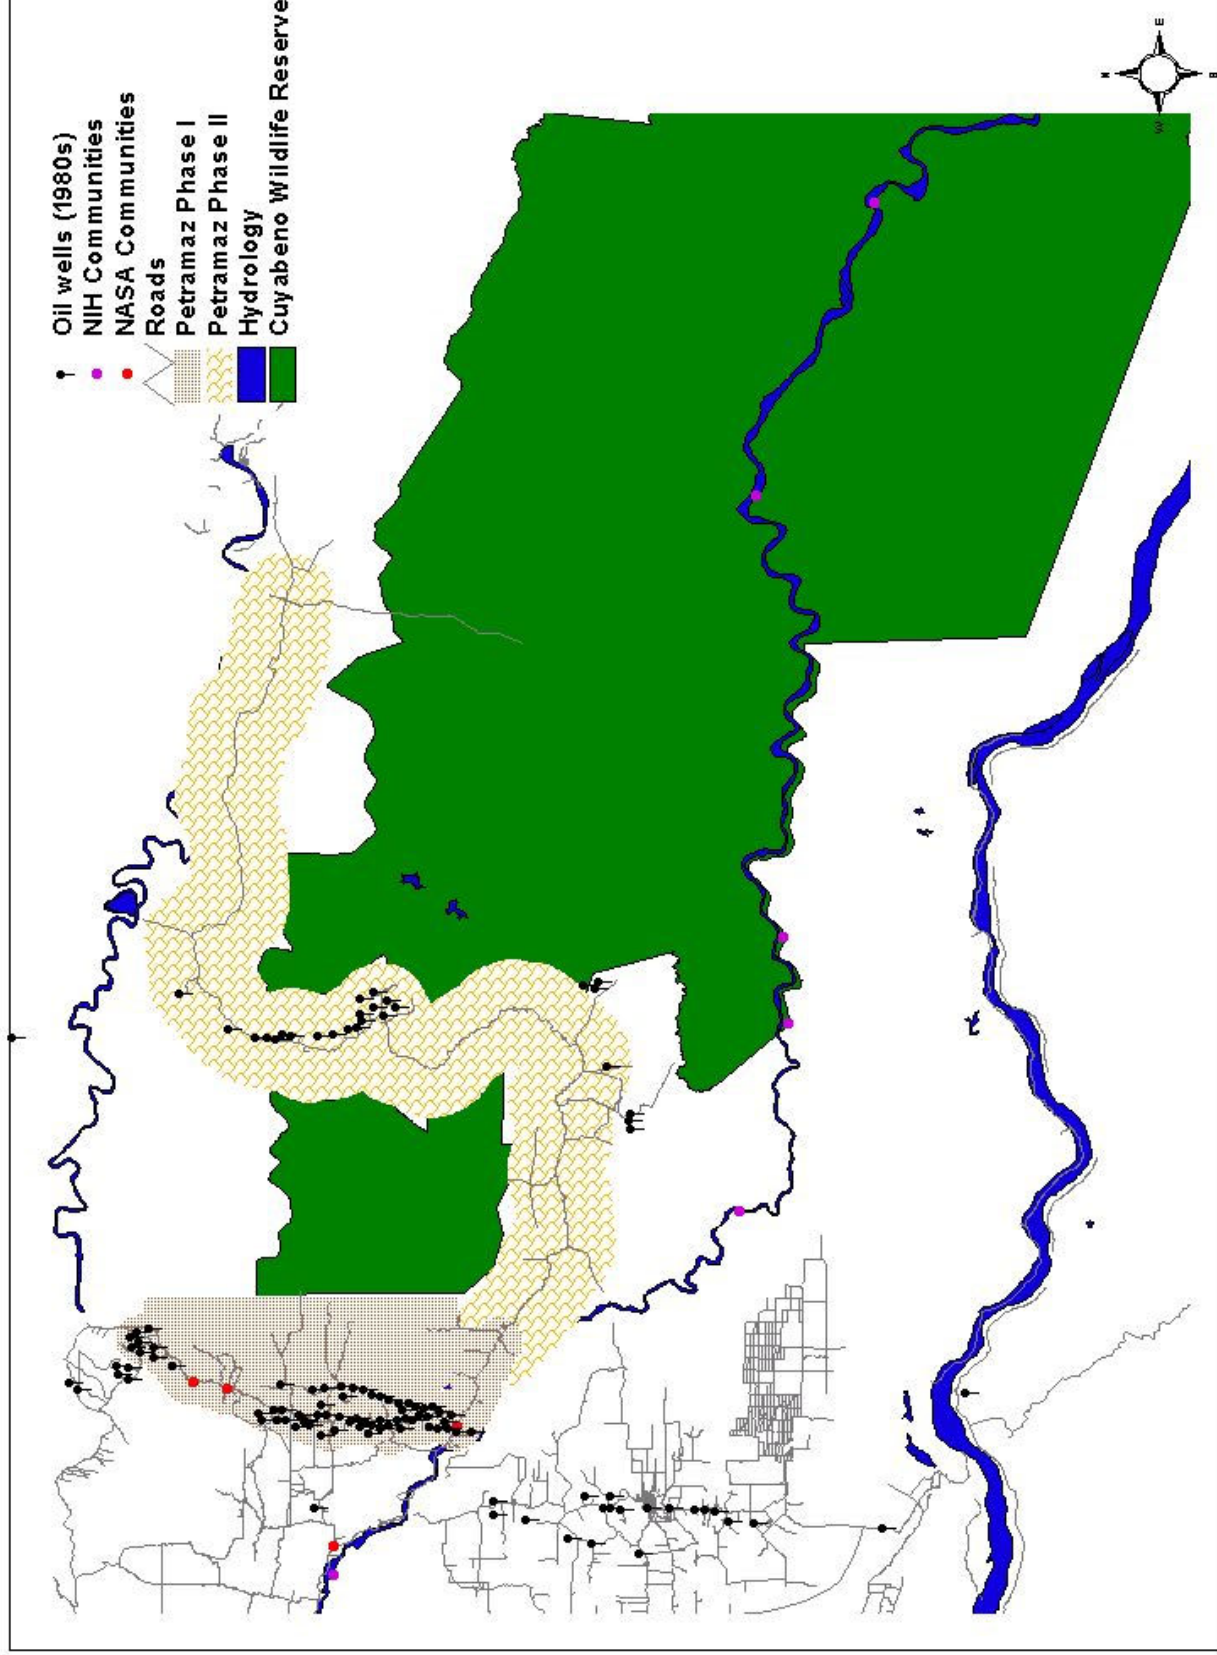 Oil wells (1980s)
NIH Communities
NASA Communities
Roads
Petramaz Phase I
Petramaz Phase II
Hydrology
Cuyabeno Wildlife Reserve
N
W
E
S